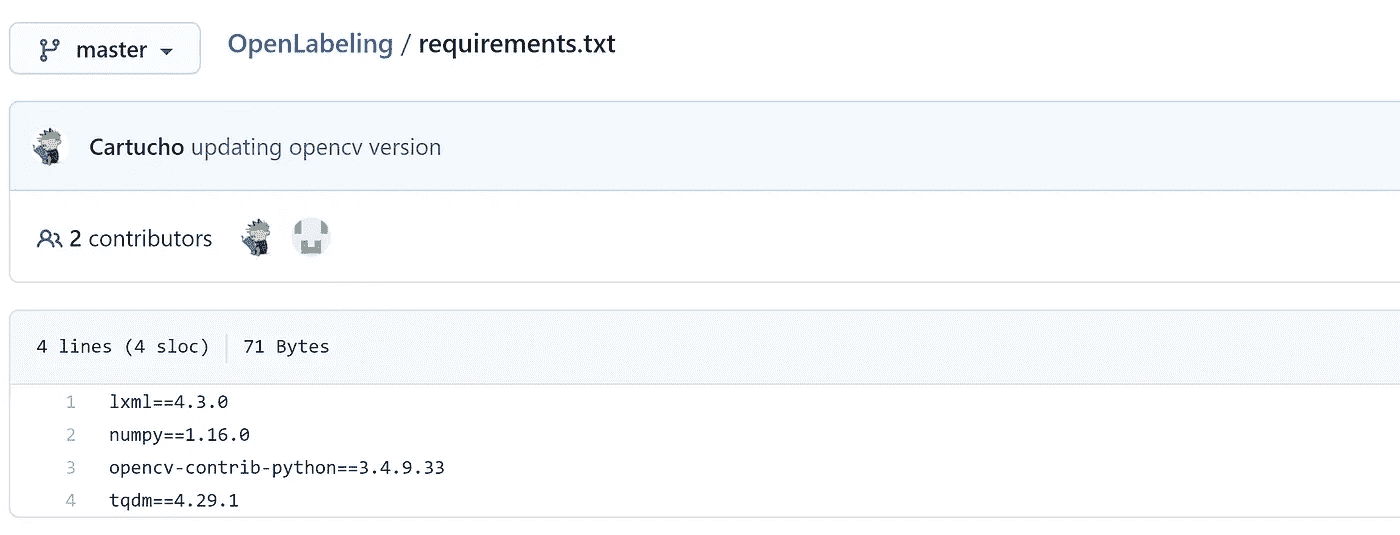 master OpenLabeling / requirements.txt
Cartucho updating opencv version
2 contributors
4 lines (4 sloc) 71 Bytes
1 lxml==4.3.0
2 numpy==1.16.0
3 opencv-contrib-python==3.4.9.33
4 tqdm==4.29.1